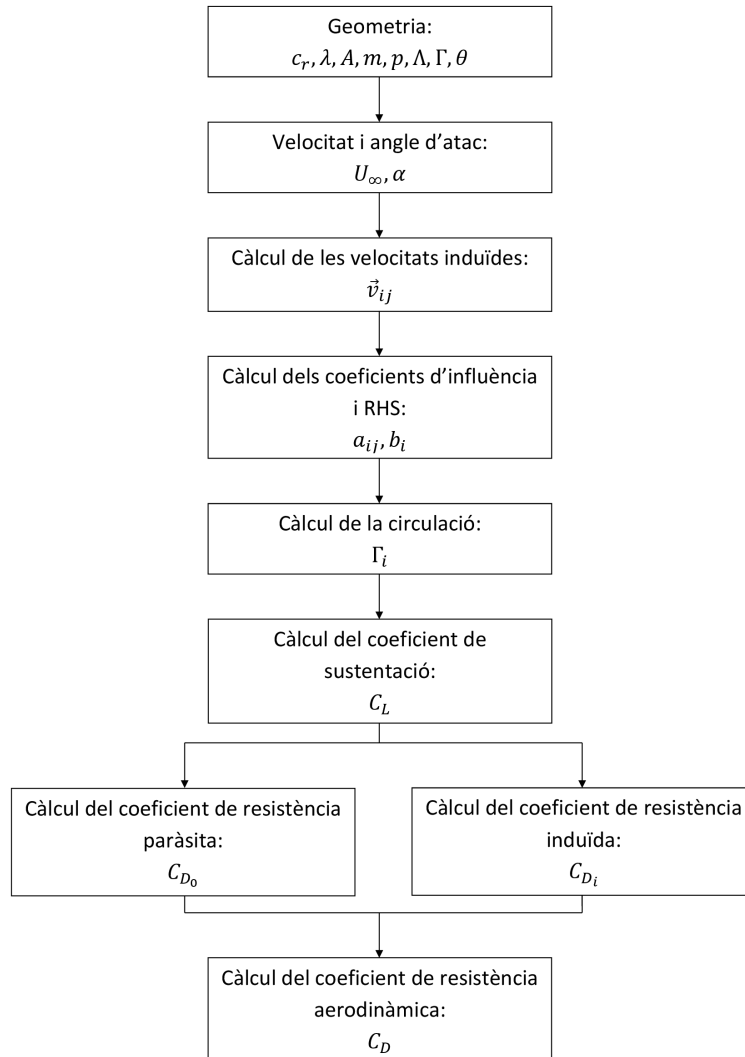 Geometria:
c_r, λ, A, m, p, Λ, Γ, θ
Velocitat i angle d’atac:
U_∞, α
Càlcul de les velocitats induïdes:
v⃗_ij
Càlcul dels coeficients d’influència
i RHS:
a_ij, b_i
Càlcul de la circulació:
Γ_i
Càlcul del coeficient de
sustentació:
C_L
Càlcul del coeficient de resistència
paràsita:
C_D₀
Càlcul del coeficient de resistència
induïda:
C_D_i
Càlcul del coeficient de resistència
aerodinàmica:
C_D